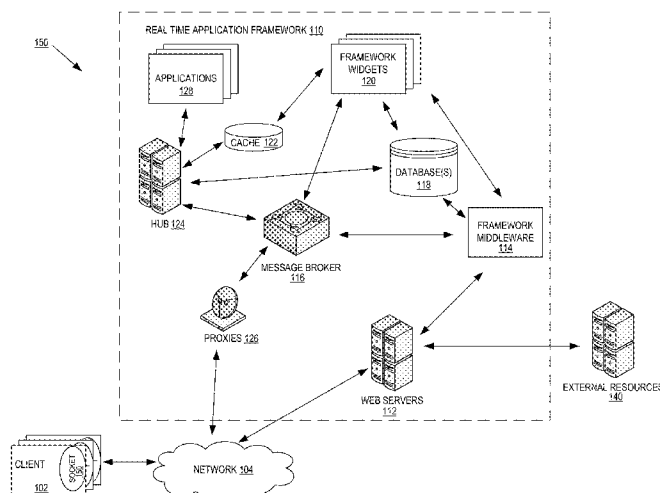 150
REAL TIME APPLICATION FRAMEWORK 110
APPLICATIONS
128
FRAMEWORK
WIDGETS
120
CACHE 122
DATABASE(S)
118
HUB 124
FRAMEWORK
MIDDLEWARE
114
MESSAGE BROKER
116
PROXIES 126
WEB SERVERS
112
EXTERNAL RESOURCES
140
CLIENT
102
SOCKET
NETWORK 104